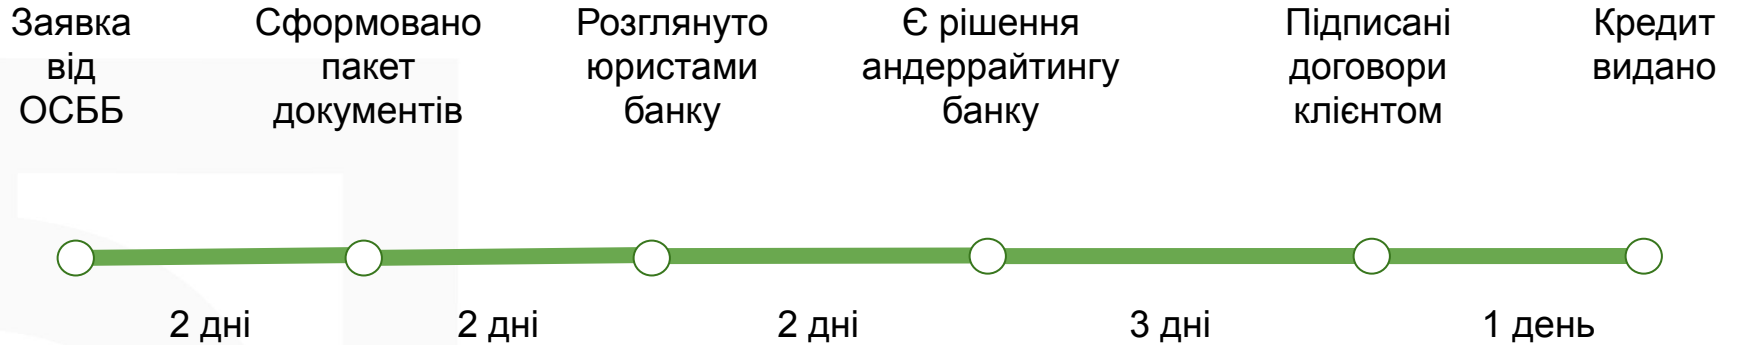 Заявка
від
ОСББ
Сформовано
пакет
документів
Розглянуто
юристами
банку
Є рішення
андеррайтингу
банку
Підписані
договори
клієнтом
Кредит
видано
2 дні
2 дні
2 дні
3 дні
1 день